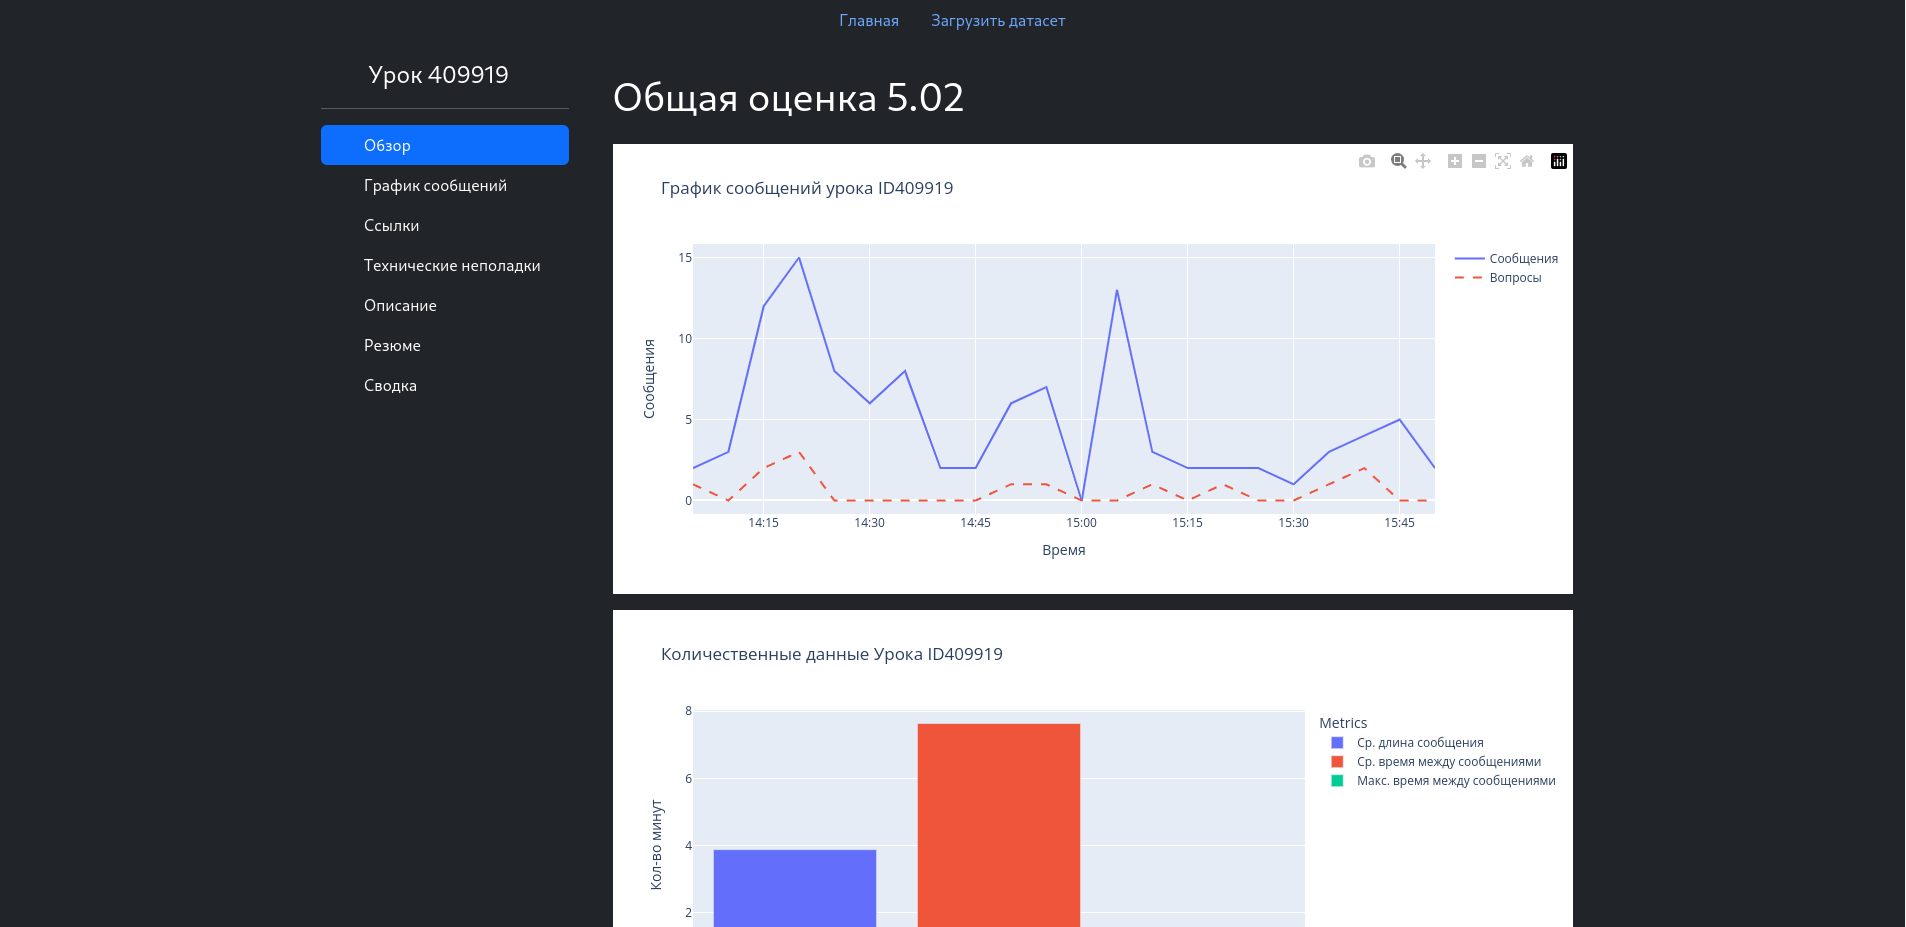 Главная Загрузить датасет
Урок 409919
Обзор
График сообщений
Ссылки
Технические неполадки
Описание
Резюме
Сводка
Общая оценка 5.02
График сообщений урока ID409919
Сообщения
15
10
5
0
14:15 14:30 14:45 15:00 15:15 15:30 15:45
Время
Сообщения
Вопросы
Количественные данные Урока ID409919
Кол-во минут
8
6
4
2
Metrics
Ср. длина сообщения
Ср. время между сообщениями
Макс. время между сообщениями